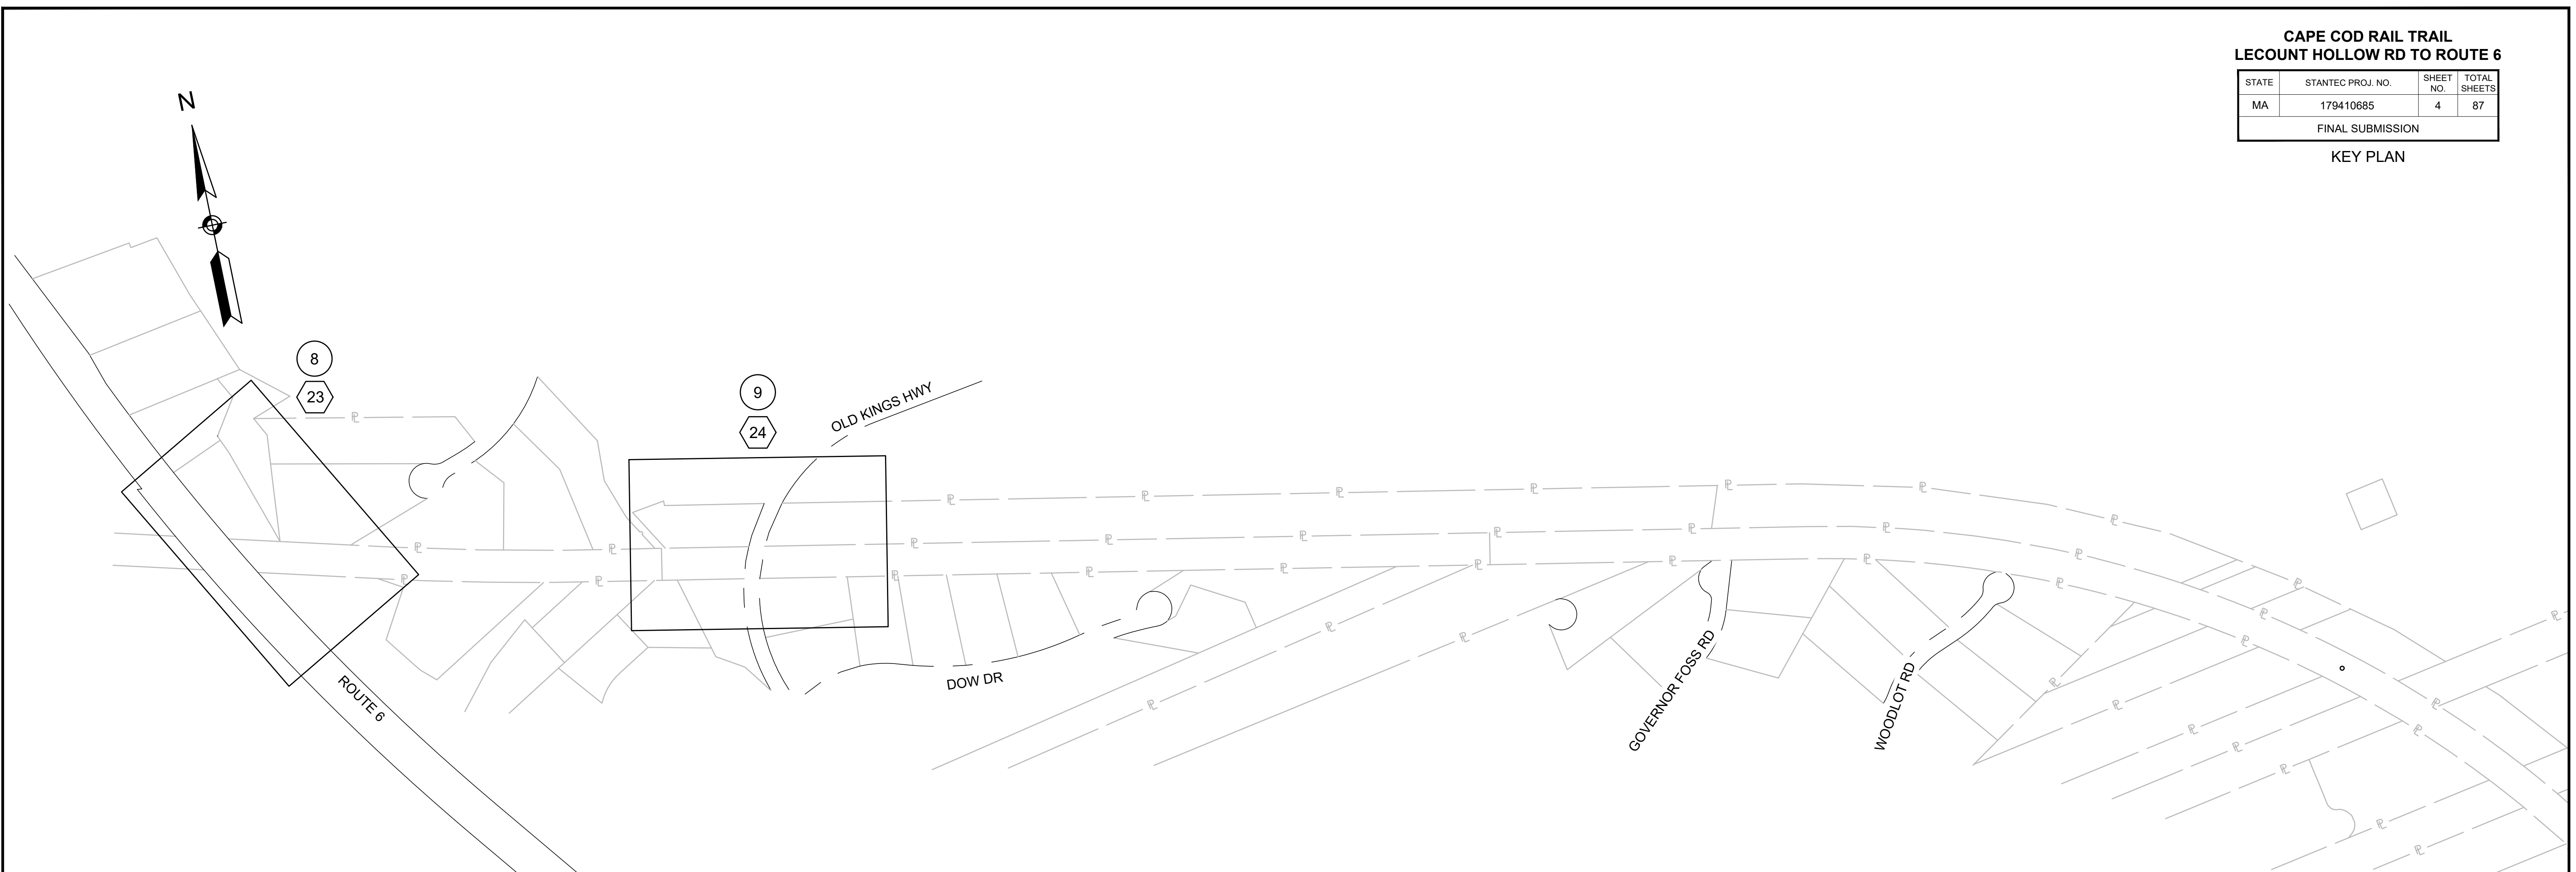 CAPE COD RAIL TRAIL
LECOUNT HOLLOW RD TO ROUTE 6
STATE STANTEC PROJ. NO. SHEET NO. TOTAL SHEETS
MA 179410685 4 87
FINAL SUBMISSION
KEY PLAN
N
8
23
9
24
OLD KINGS HWY
ROUTE 6
DOW DR
GOVERNOR FOSS RD
WOODLOT RD